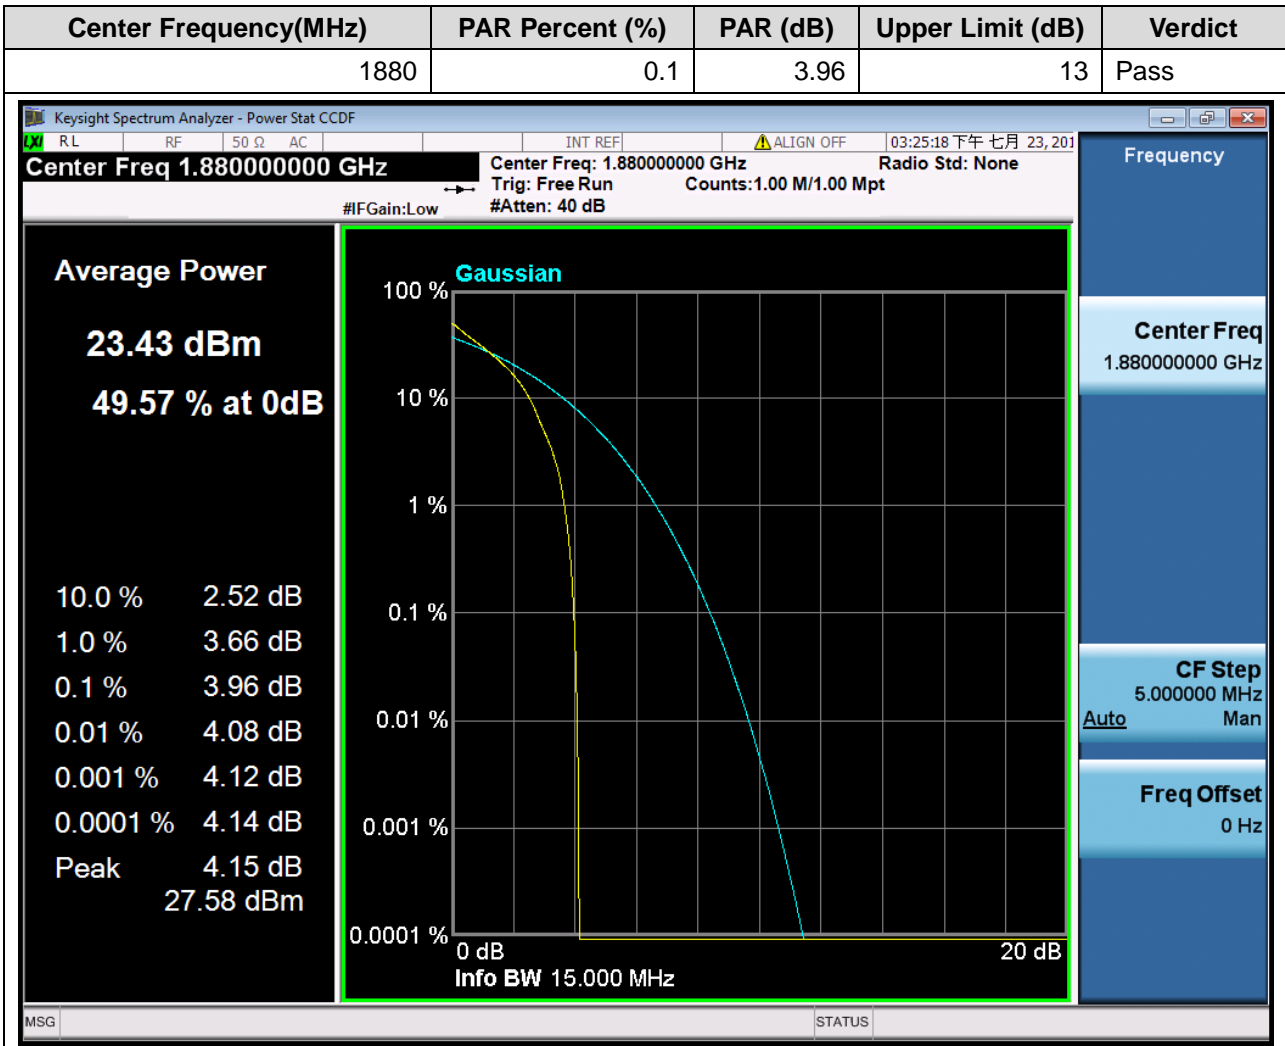 Center Frequency(MHz) PAR Percent (%) PAR (dB) Upper Limit (dB) Verdict
1880 0.1 3.96 13 Pass
Keysight Spectrum Analyzer - Power Stat CCDF
LXI RL RF 50 Ω AC INT REF ALIGN OFF 03:25:18 下午 七月 23, 201
Center Freq 1.880000000 GHz
Center Freq: 1.880000000 GHz Radio Std: None
Trig: Free Run Counts:1.00 M/1.00 Mpt
#IFGain:Low #Atten: 40 dB
Frequency
Average Power
23.43 dBm
49.57 % at 0dB
10.0 % 2.52 dB
1.0 % 3.66 dB
0.1 % 3.96 dB
0.01 % 4.08 dB
0.001 % 4.12 dB
0.0001 % 4.14 dB
Peak 4.15 dB
27.58 dBm
Gaussian
100 %
10 %
1 %
0.1 %
0.01 %
0.001 %
0.0001 %
0 dB 20 dB
Info BW 15.000 MHz
Center Freq
1.880000000 GHz
CF Step
5.000000 MHz
Auto Man
Freq Offset
0 Hz
MSG STATUS